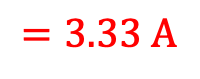 = 3.33 A